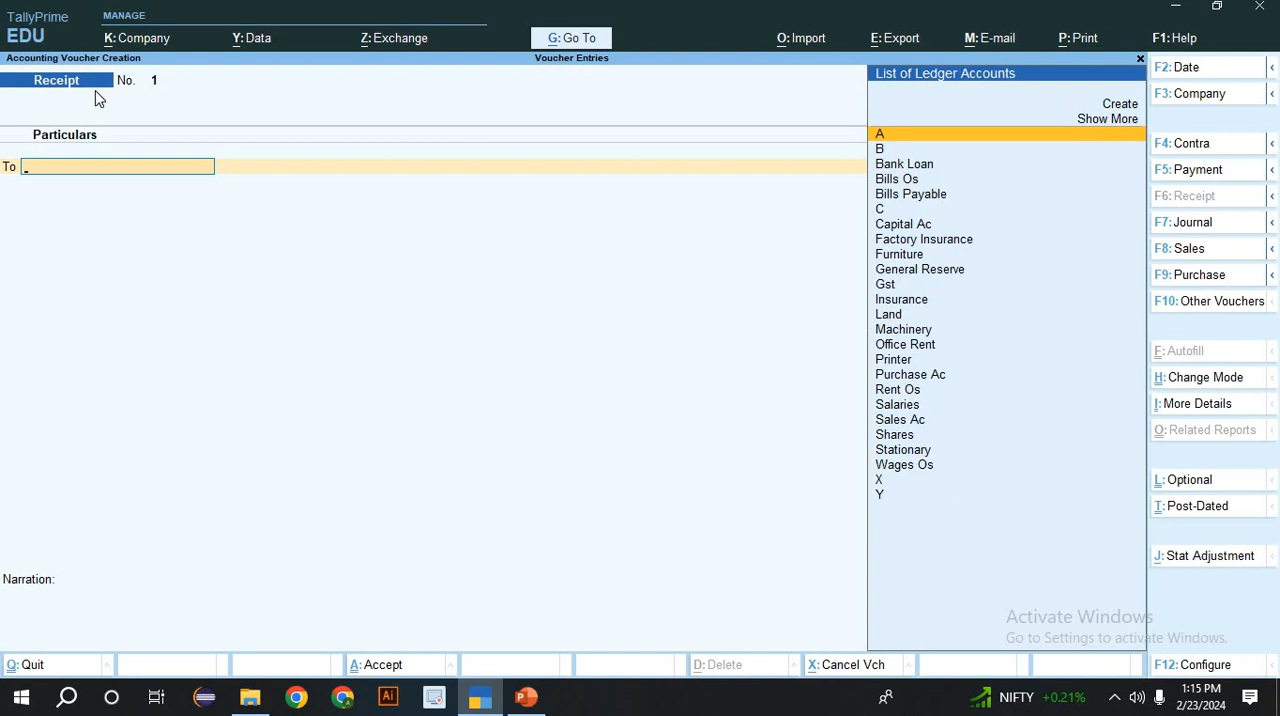 TallyPrime
EDU
MANAGE
K: Company
Y: Data
Z: Exchange
G: Go To
O: Import
E: Export
M: E-mail
P: Print
F1: Help
Accounting Voucher Creation
Voucher Entries
Receipt No. 1
Particulars
To
Narration:
List of Ledger Accounts
Create
Show More
A
B
Bank Loan
Bills Os
Bills Payable
C
Capital Ac
Factory Insurance
Furniture
General Reserve
Gst
Insurance
Land
Machinery
Office Rent
Printer
Purchase Ac
Rent Os
Salaries
Sales Ac
Shares
Stationary
Wages Os
X
Y
F2: Date
F3: Company
F4: Contra
F5: Payment
F6: Receipt
F7: Journal
F8: Sales
F9: Purchase
F10: Other Vouchers
F: Autofill
H: Change Mode
I: More Details
O: Related Reports
L: Optional
T: Post-Dated
J: Stat Adjustment
Activate Windows
Go to Settings to activate Windows.
Q: Quit
A: Accept
D: Delete
X: Cancel Vch
F12: Configure
Ai
P
NIFTY +0.21%
1:15 PM
2/23/2024